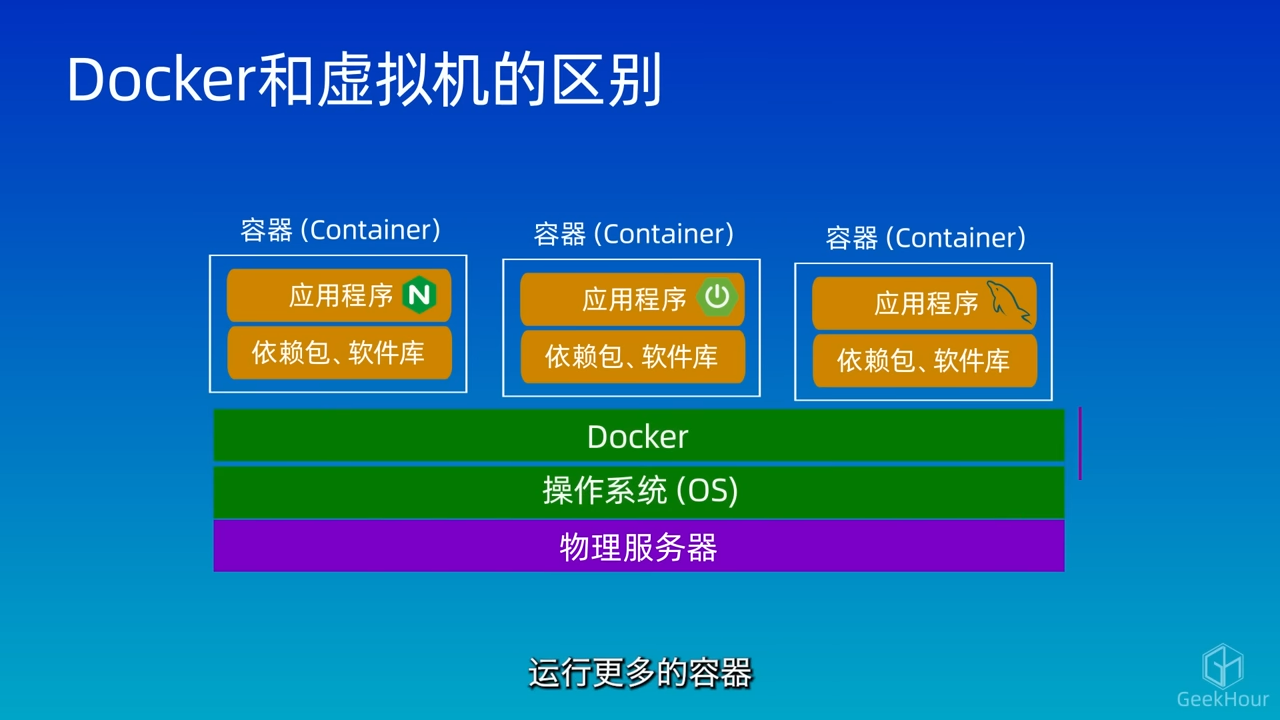 Docker和虚拟机的区别
容器 (Container)
容器 (Container)
容器 (Container)
应用程序 N
应用程序
应用程序
依赖包、软件库
依赖包、软件库
依赖包、软件库
Docker
操作系统 (OS)
物理服务器
运行更多的容器
GeekHour